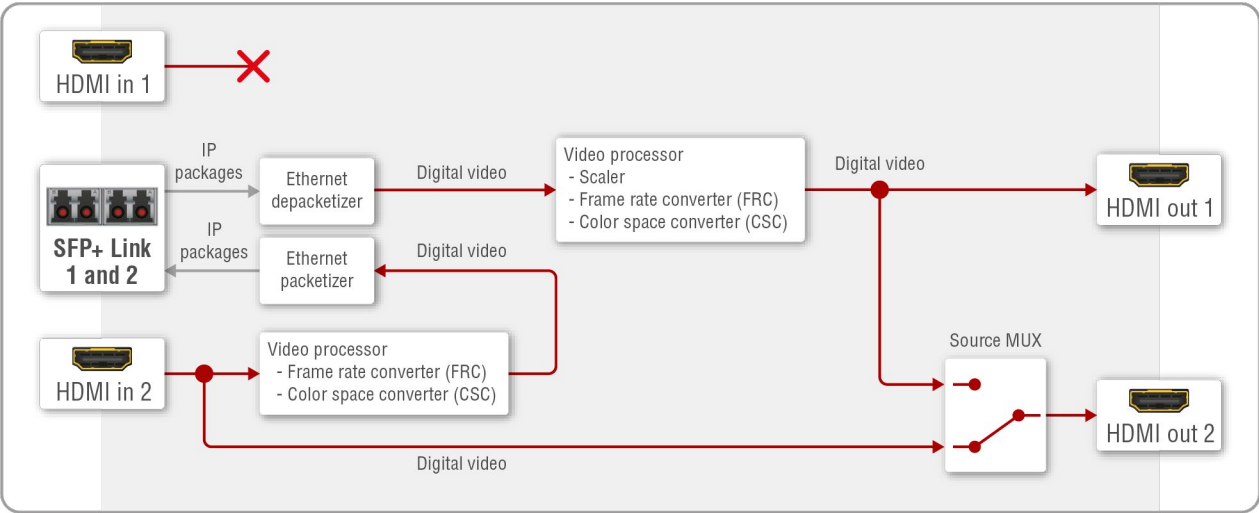 HDMI in 1
IP
packages
Ethernet
depacketizer
Digital video
Video processor
- Scaler
- Frame rate converter (FRC)
- Color space converter (CSC)
Digital video
HDMI out 1
SFP+ Link
1 and 2
IP
packages
Ethernet
packetizer
Digital video
HDMI in 2
Video processor
- Frame rate converter (FRC)
- Color space converter (CSC)
Digital video
Source MUX
HDMI out 2